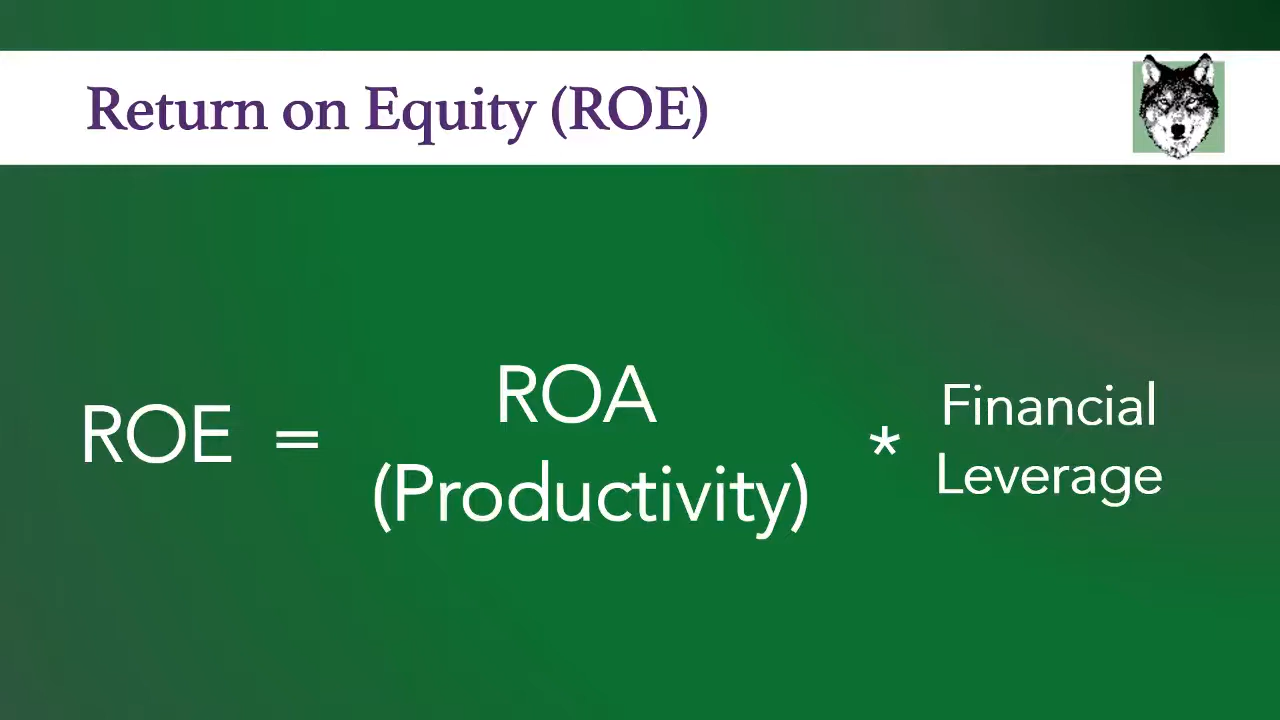 Return on Equity (ROE)
ROE = ROA (Productivity) * Financial Leverage